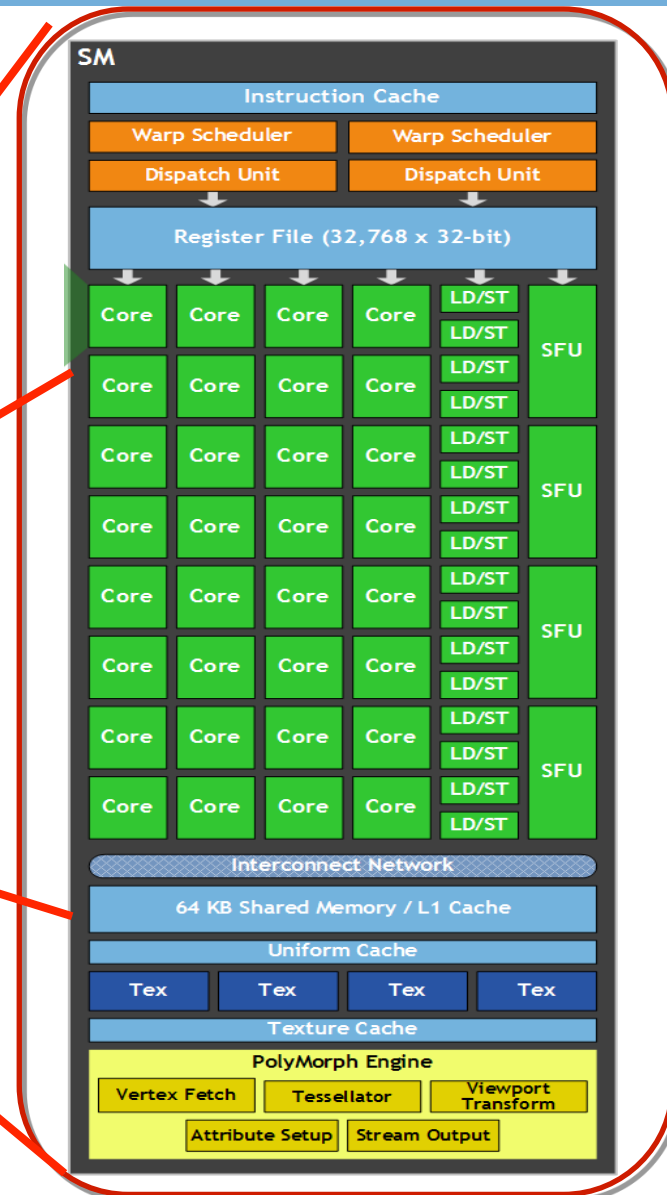 SM
Instruction Cache
Warp Scheduler Warp Scheduler
Dispatch Unit Dispatch Unit
Register File (32,768 x 32-bit)
Core Core Core Core LD/ST SFU
LD/ST
Core Core Core Core LD/ST
LD/ST
Core Core Core Core LD/ST SFU
LD/ST
Core Core Core Core LD/ST
LD/ST
Core Core Core Core LD/ST SFU
LD/ST
Core Core Core Core LD/ST
LD/ST
Core Core Core Core LD/ST SFU
LD/ST
Core Core Core Core LD/ST
LD/ST
Interconnect Network
64 KB Shared Memory / L1 Cache
Uniform Cache
Tex Tex Tex Tex
Texture Cache
PolyMorph Engine
Vertex Fetch Tessellator Viewport
Transform
Attribute Setup Stream Output